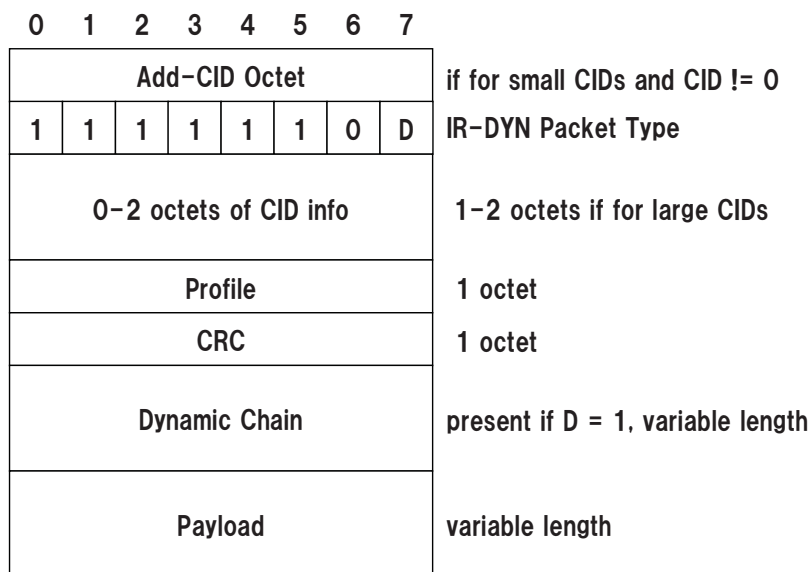 0 1 2 3 4 5 6 7
Add-CID Octet if for small CIDs and CID != 0
1 1 1 1 1 1 0 D IR-DYN Packet Type
0-2 octets of CID info 1-2 octets if for large CIDs
Profile 1 octet
CRC 1 octet
Dynamic Chain present if D = 1, variable length
Payload variable length